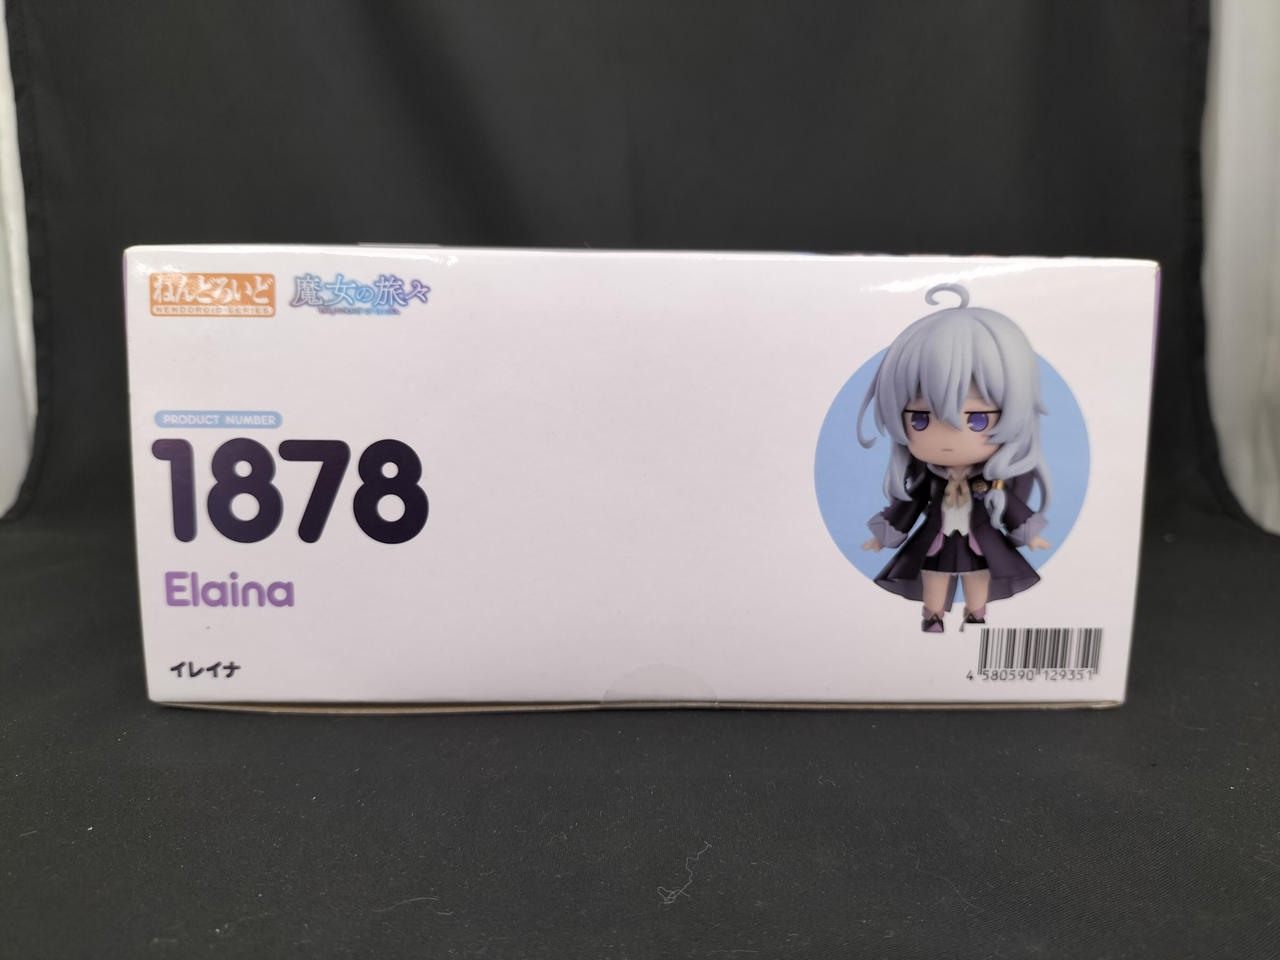 ねんどろいど
NENDOROID SERIES
魔女の旅々
PRODUCT NUMBER
1878
Elaina
イレイナ
4 580590 129351